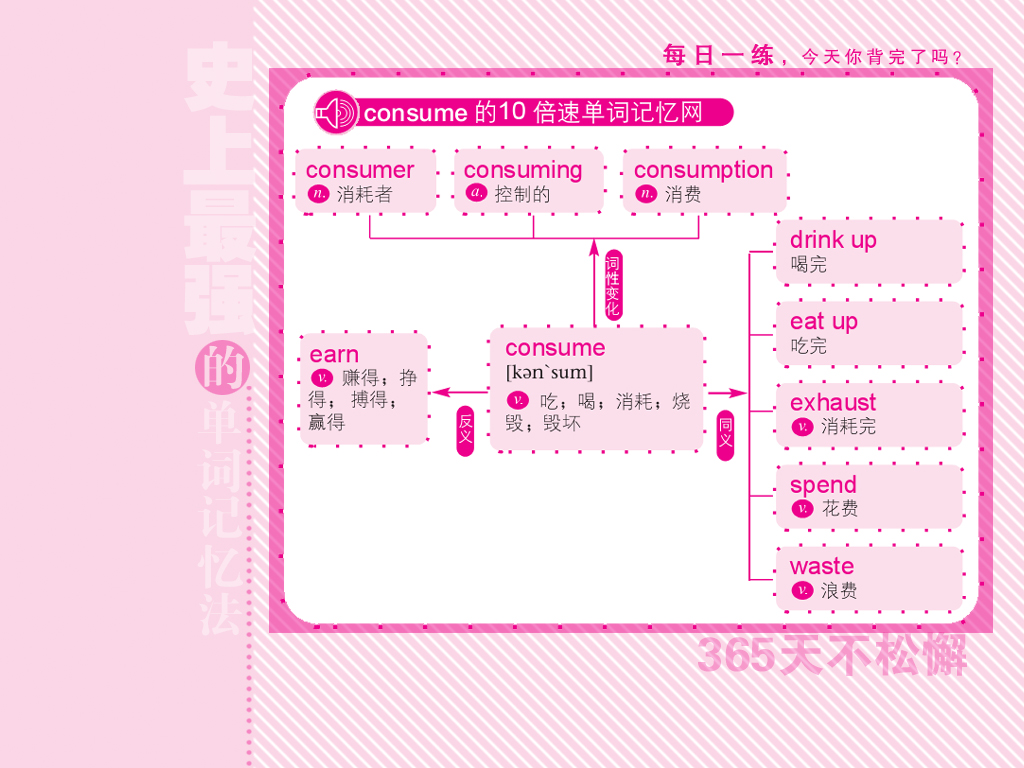 史上最强的单词记忆法
每日一练，今天你背完了吗？
consume 的10 倍速单词记忆网
consumer
n. 消耗者
consuming
a. 控制的
consumption
n. 消费
词性变化
drink up
喝完
eat up
吃完
earn
v. 赚得；挣
得； 搏得；
赢得
反义
consume
[kən`sum]
v. 吃；喝；消耗；烧
毁；毁坏
同义
exhaust
v. 消耗完
spend
v. 花费
waste
v. 浪费
365天不松懈